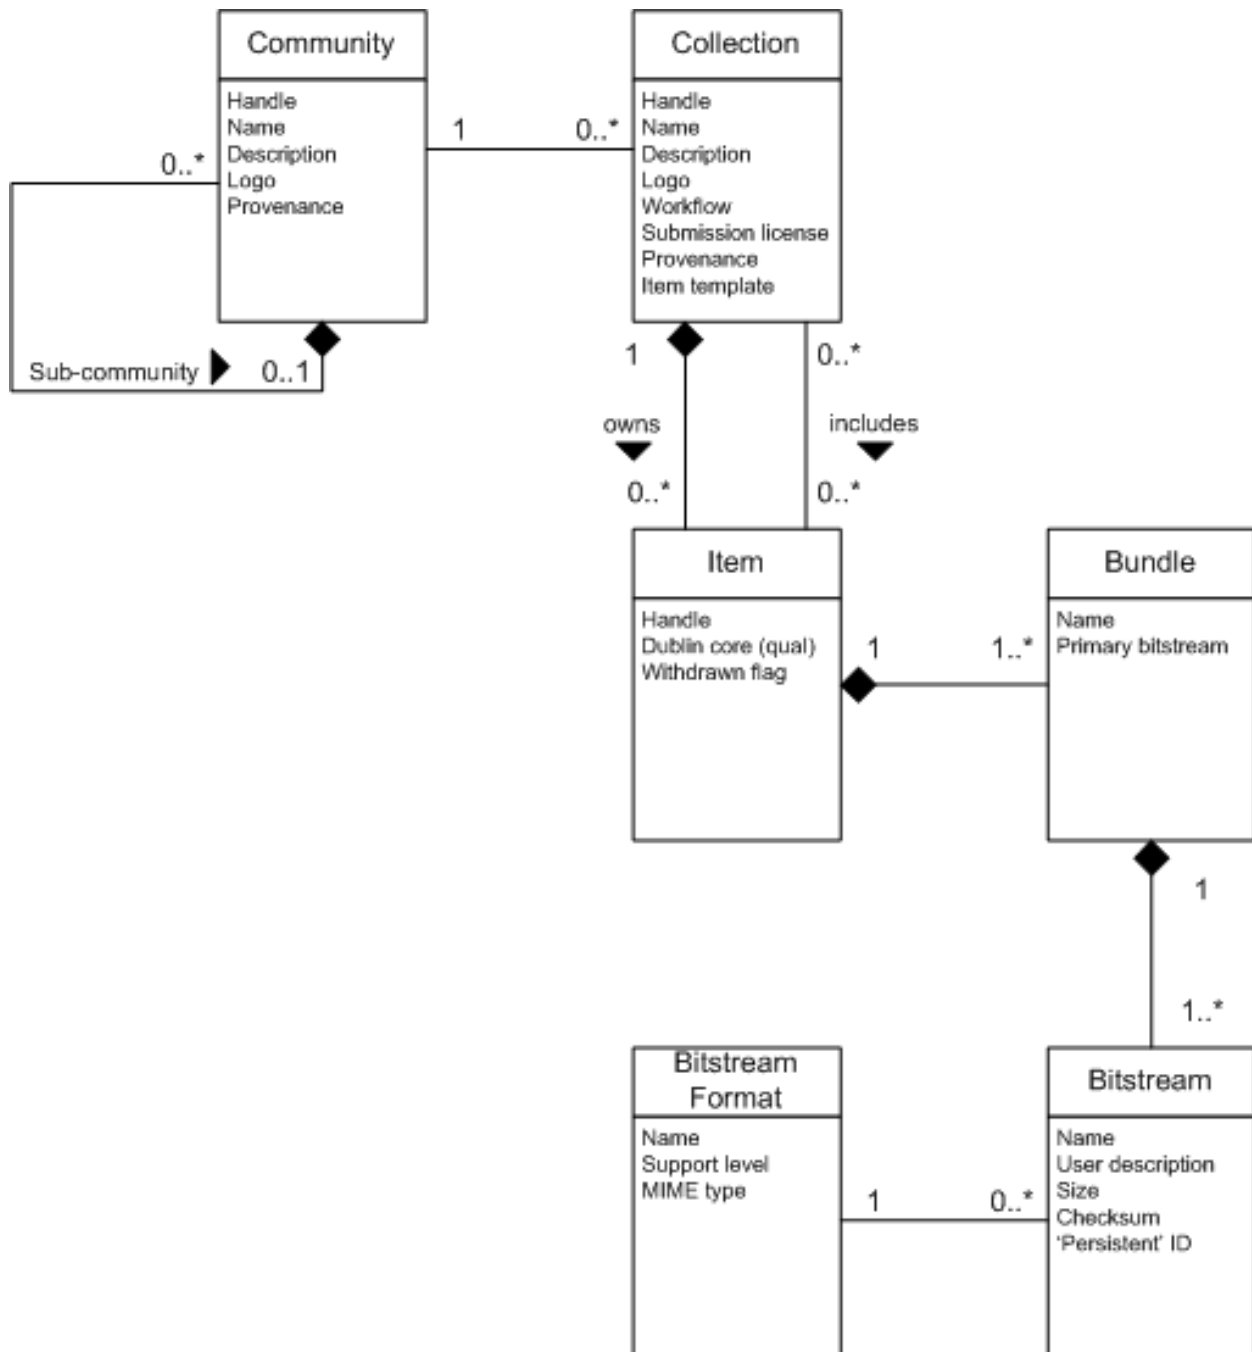 Community
Handle
Name
Description
Logo
Provenance
0..*
Sub-community
0..1
1
0..*
Collection
Handle
Name
Description
Logo
Workflow
Submission license
Provenance
Item template
1
0..*
owns
includes
0..*
0..*
Item
Handle
Dublin core (qual)
Withdrawn flag
1
1..*
Bundle
Name
Primary bitstream
1
1..*
Bitstream
Format
Name
Support level
MIME type
1
0..*
Bitstream
Name
User description
Size
Checksum
‘Persistent’ ID